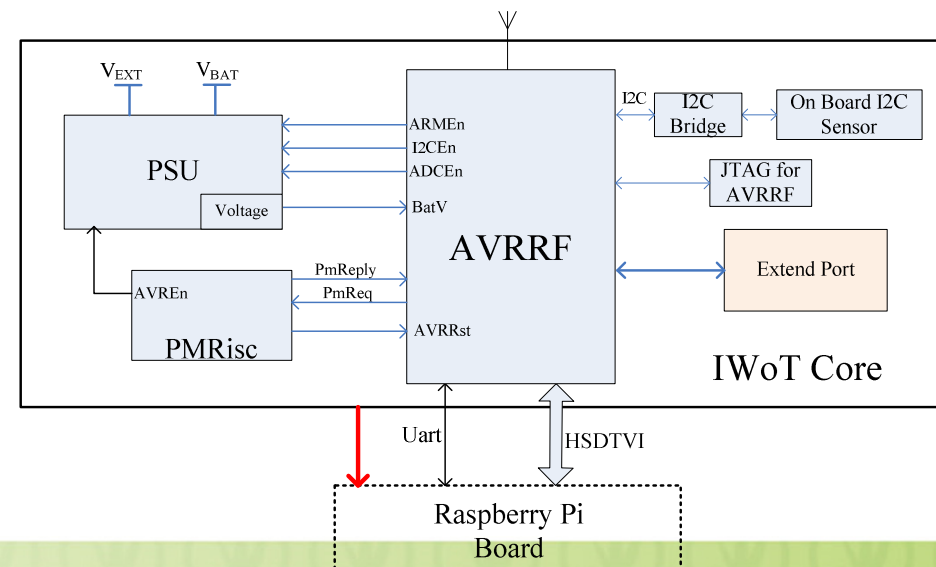 VEXT
VBAT
PSU
Voltage
ARMEn
I2CEn
ADCEn
BatV
AVRRF
I2C
I2C
Bridge
On Board I2C
Sensor
JTAG for
AVRRF
Extend Port
PmReply
PmReq
AVREn
AVRRst
PMRisc
IWoT Core
Uart
HSDTVI
Raspberry Pi
Board